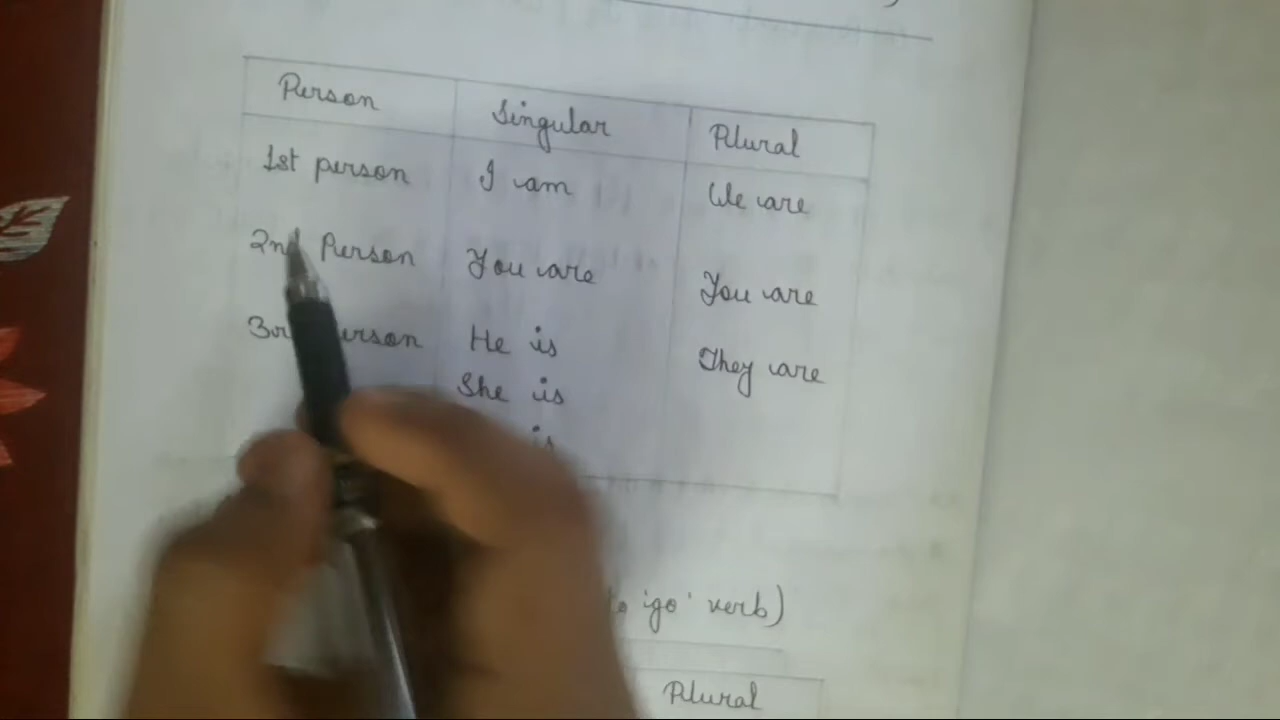 Person Singular Plural
1st person I am We are
2nd Person You are You are
He is They are
She is
is
'go' verb)
Plural